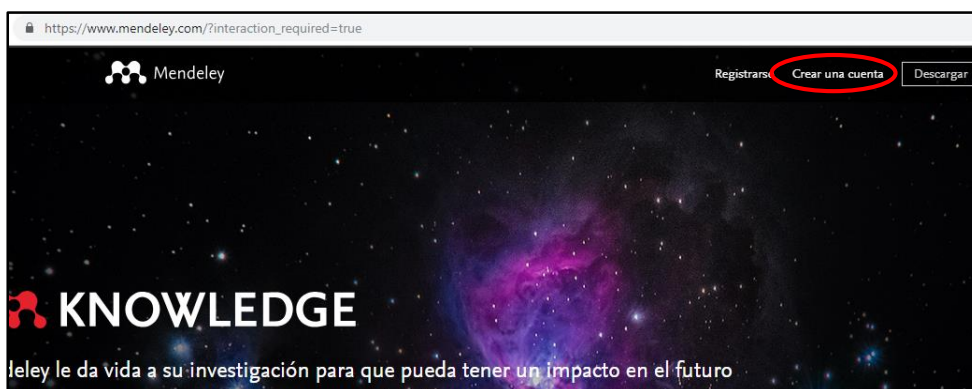 https://www.mendeley.com/?interaction_required=true
Mendeley
Registrarse Crear una cuenta Descargar
KNOWLEDGE
deley le da vida a su investigación para que pueda tener un impacto en el futuro